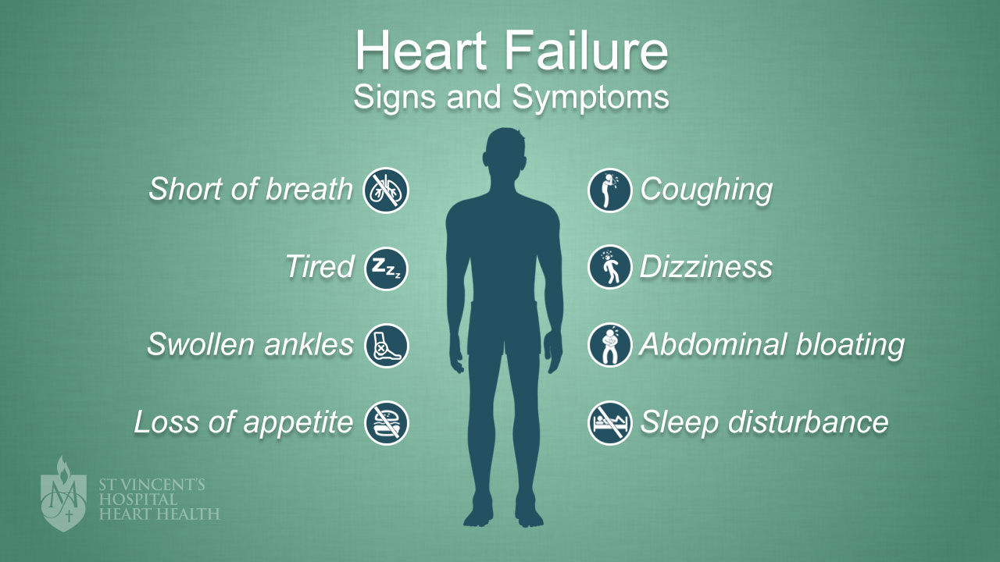 Heart Failure
Signs and Symptoms
Short of breath
Coughing
Tired
zzz
Dizziness
Swollen ankles
Abdominal bloating
Loss of appetite
Sleep disturbance
ST VINCENT'S
HOSPITAL
HEART HEALTH